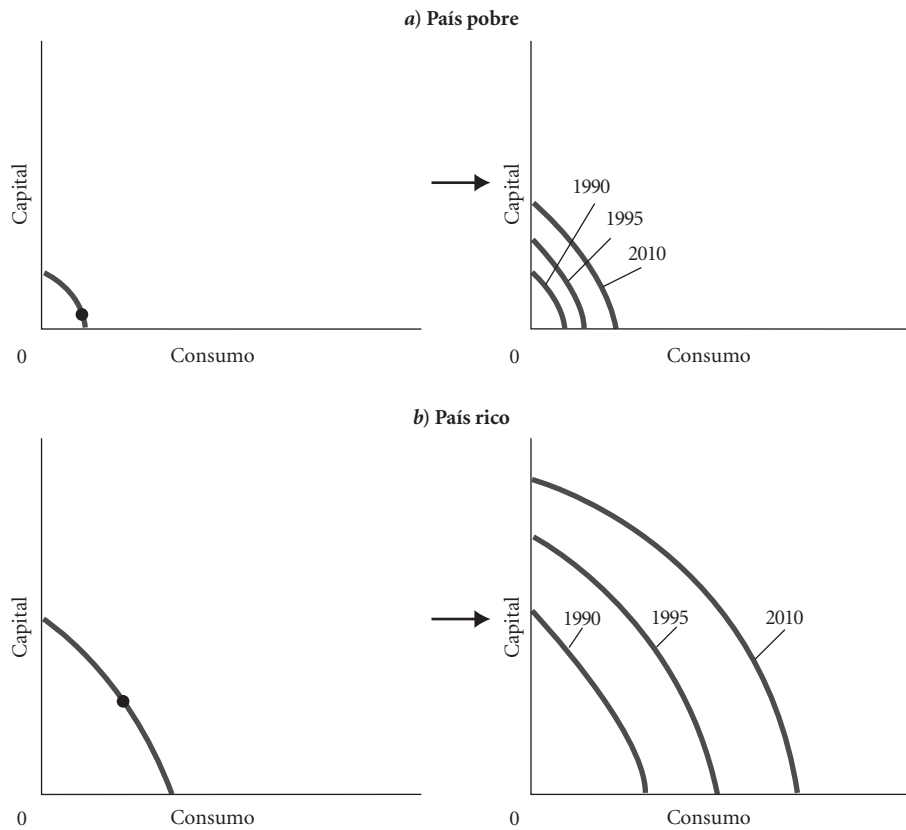 a) País pobre
Capital
0
Consumo
Capital
1990
1995
2010
0
Consumo
b) País rico
Capital
0
Consumo
Capital
1990
1995
2010
0
Consumo